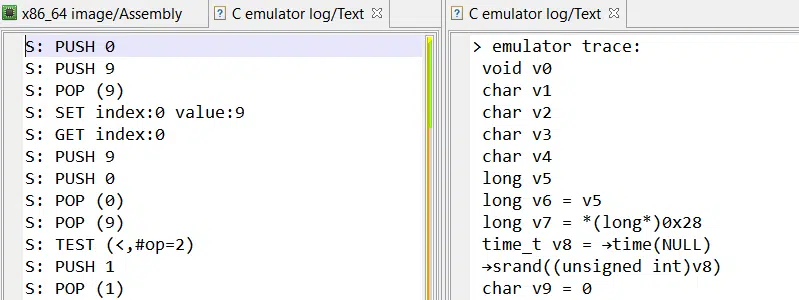 x86_64 image/Assembly
C emulator log/Text
C emulator log/Text
S: PUSH 0
S: PUSH 9
S: POP (9)
S: SET index:0 value:9
S: GET index:0
S: PUSH 9
S: PUSH 0
S: POP (0)
S: POP (9)
S: TEST (<,#op=2)
S: PUSH 1
S: POP (1)
> emulator trace:
void v0
char v1
char v2
char v3
char v4
long v5
long v6 = v5
long v7 = *(long*)0x28
time_t v8 = →time(NULL)
→srand((unsigned int)v8)
char v9 = 0